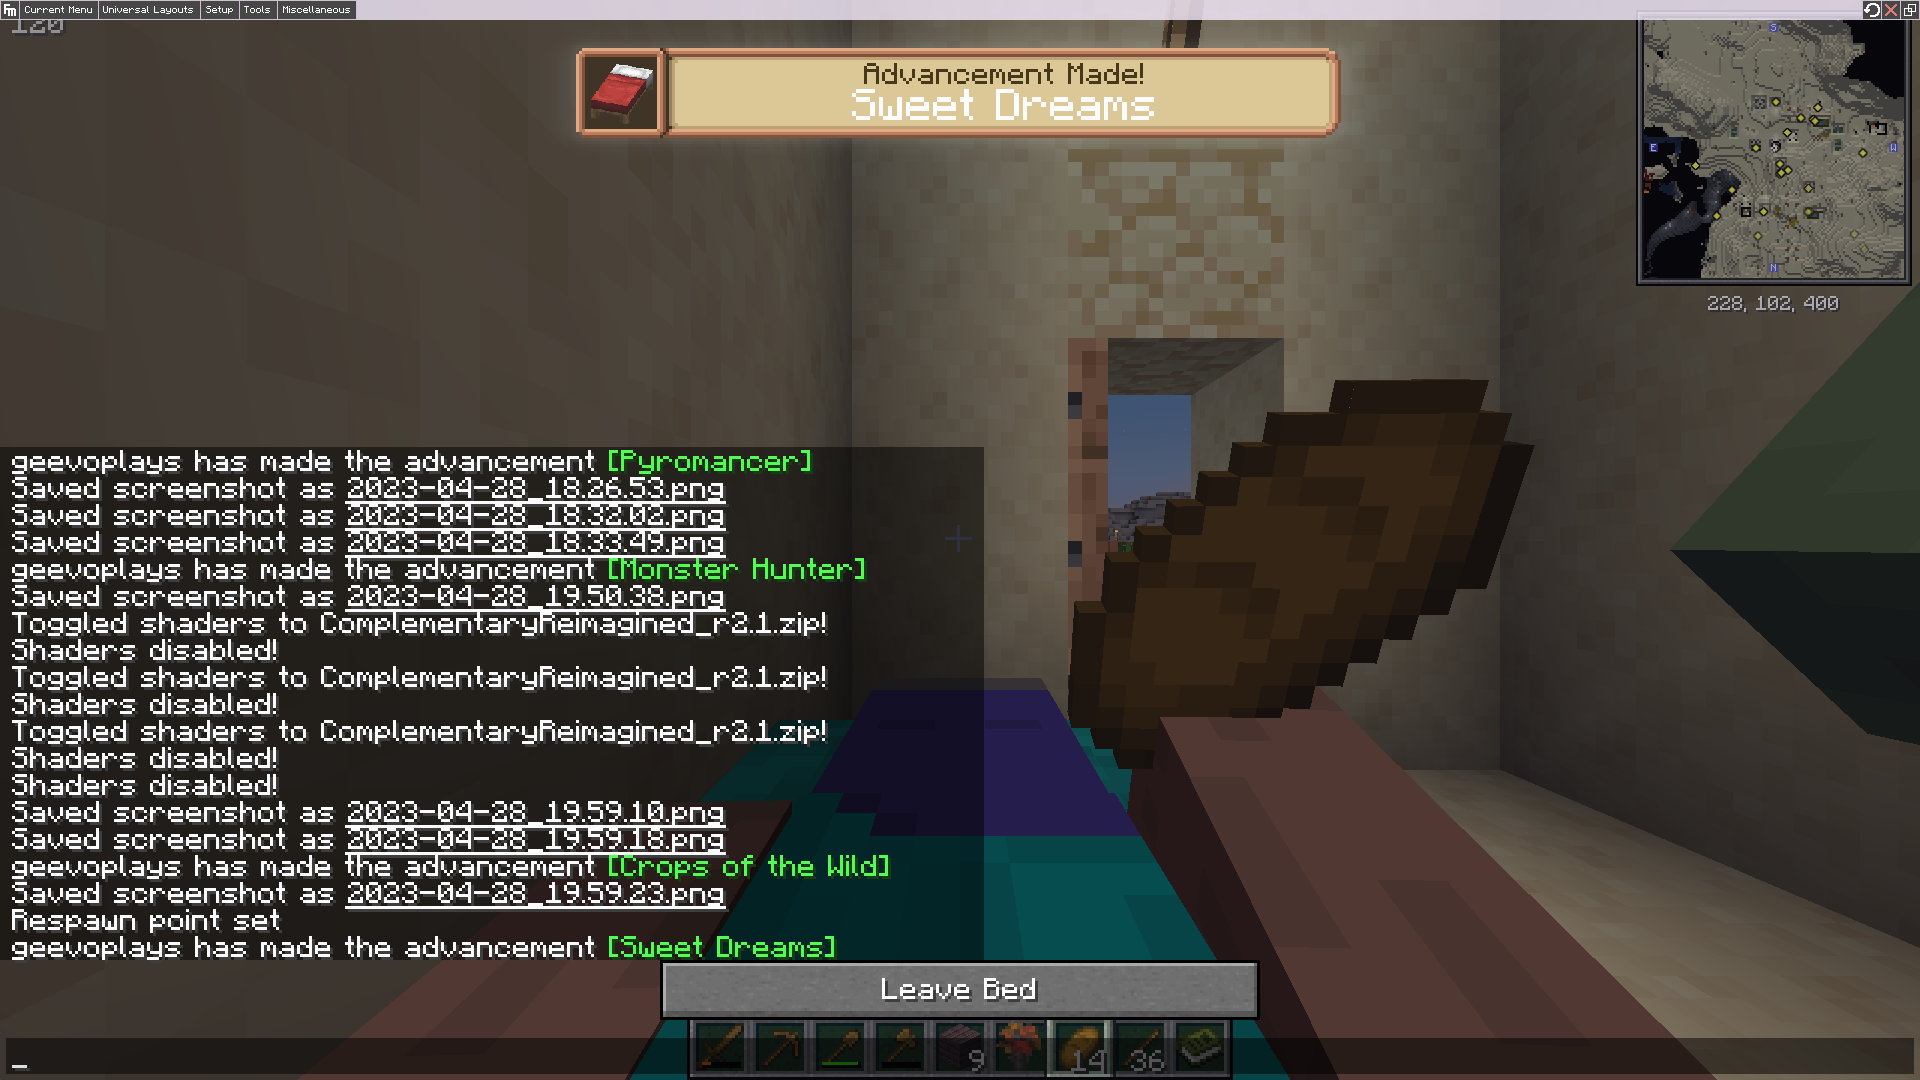 Fm Current Menu Universal Layouts Setup Tools Miscellaneous
120
Advancement Made!
Sweet Dreams
S
E
W
N
228, 102, 400
geevoplays has made the advancement [Pyromancer]
Saved screenshot as 2023-04-28_18.26.53.png
Saved screenshot as 2023-04-28_18.32.02.png
Saved screenshot as 2023-04-28_18.33.49.png
geevoplays has made the advancement [Monster Hunter]
Saved screenshot as 2023-04-28_19.50.38.png
Toggled shaders to ComplementaryReimagined_r2.1.zip!
Shaders disabled!
Toggled shaders to ComplementaryReimagined_r2.1.zip!
Shaders disabled!
Toggled shaders to ComplementaryReimagined_r2.1.zip!
Shaders disabled!
Shaders disabled!
Saved screenshot as 2023-04-28_19.59.10.png
Saved screenshot as 2023-04-28_19.59.18.png
geevoplays has made the advancement [Crops of the Wild]
Saved screenshot as 2023-04-28_19.59.23.png
Respawn point set
geevoplays has made the advancement [Sweet Dreams]
Leave Bed
9 14 36
_